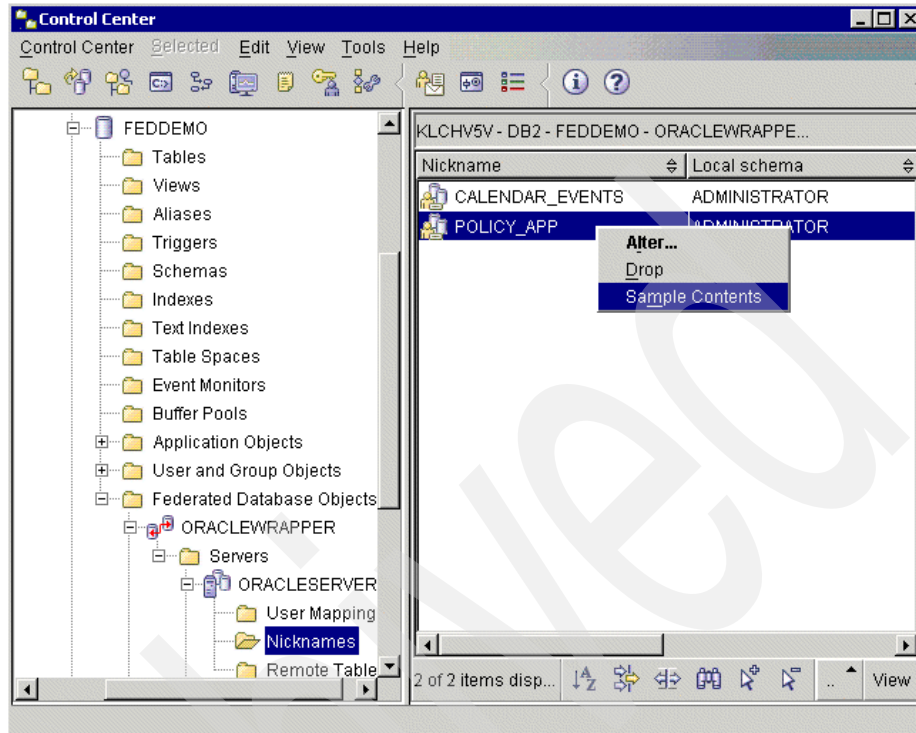 Control Center
Control Center Selected Edit View Tools Help
FEDDEMO
Tables
Views
Aliases
Triggers
Schemas
Indexes
Text Indexes
Table Spaces
Event Monitors
Buffer Pools
Application Objects
User and Group Objects
Federated Database Objects
ORACLEWRAPPER
Servers
ORACLESERVER
User Mapping
Nicknames
Remote Table
KLCHV5V - DB2 - FEDDEMO - ORACLEWRAPPE...
Nickname Local schema
CALENDAR_EVENTS ADMINISTRATOR
POLICY_APP ADMINISTRATOR
Alter...
Drop
Sample Contents
2 of 2 items disp... .. View